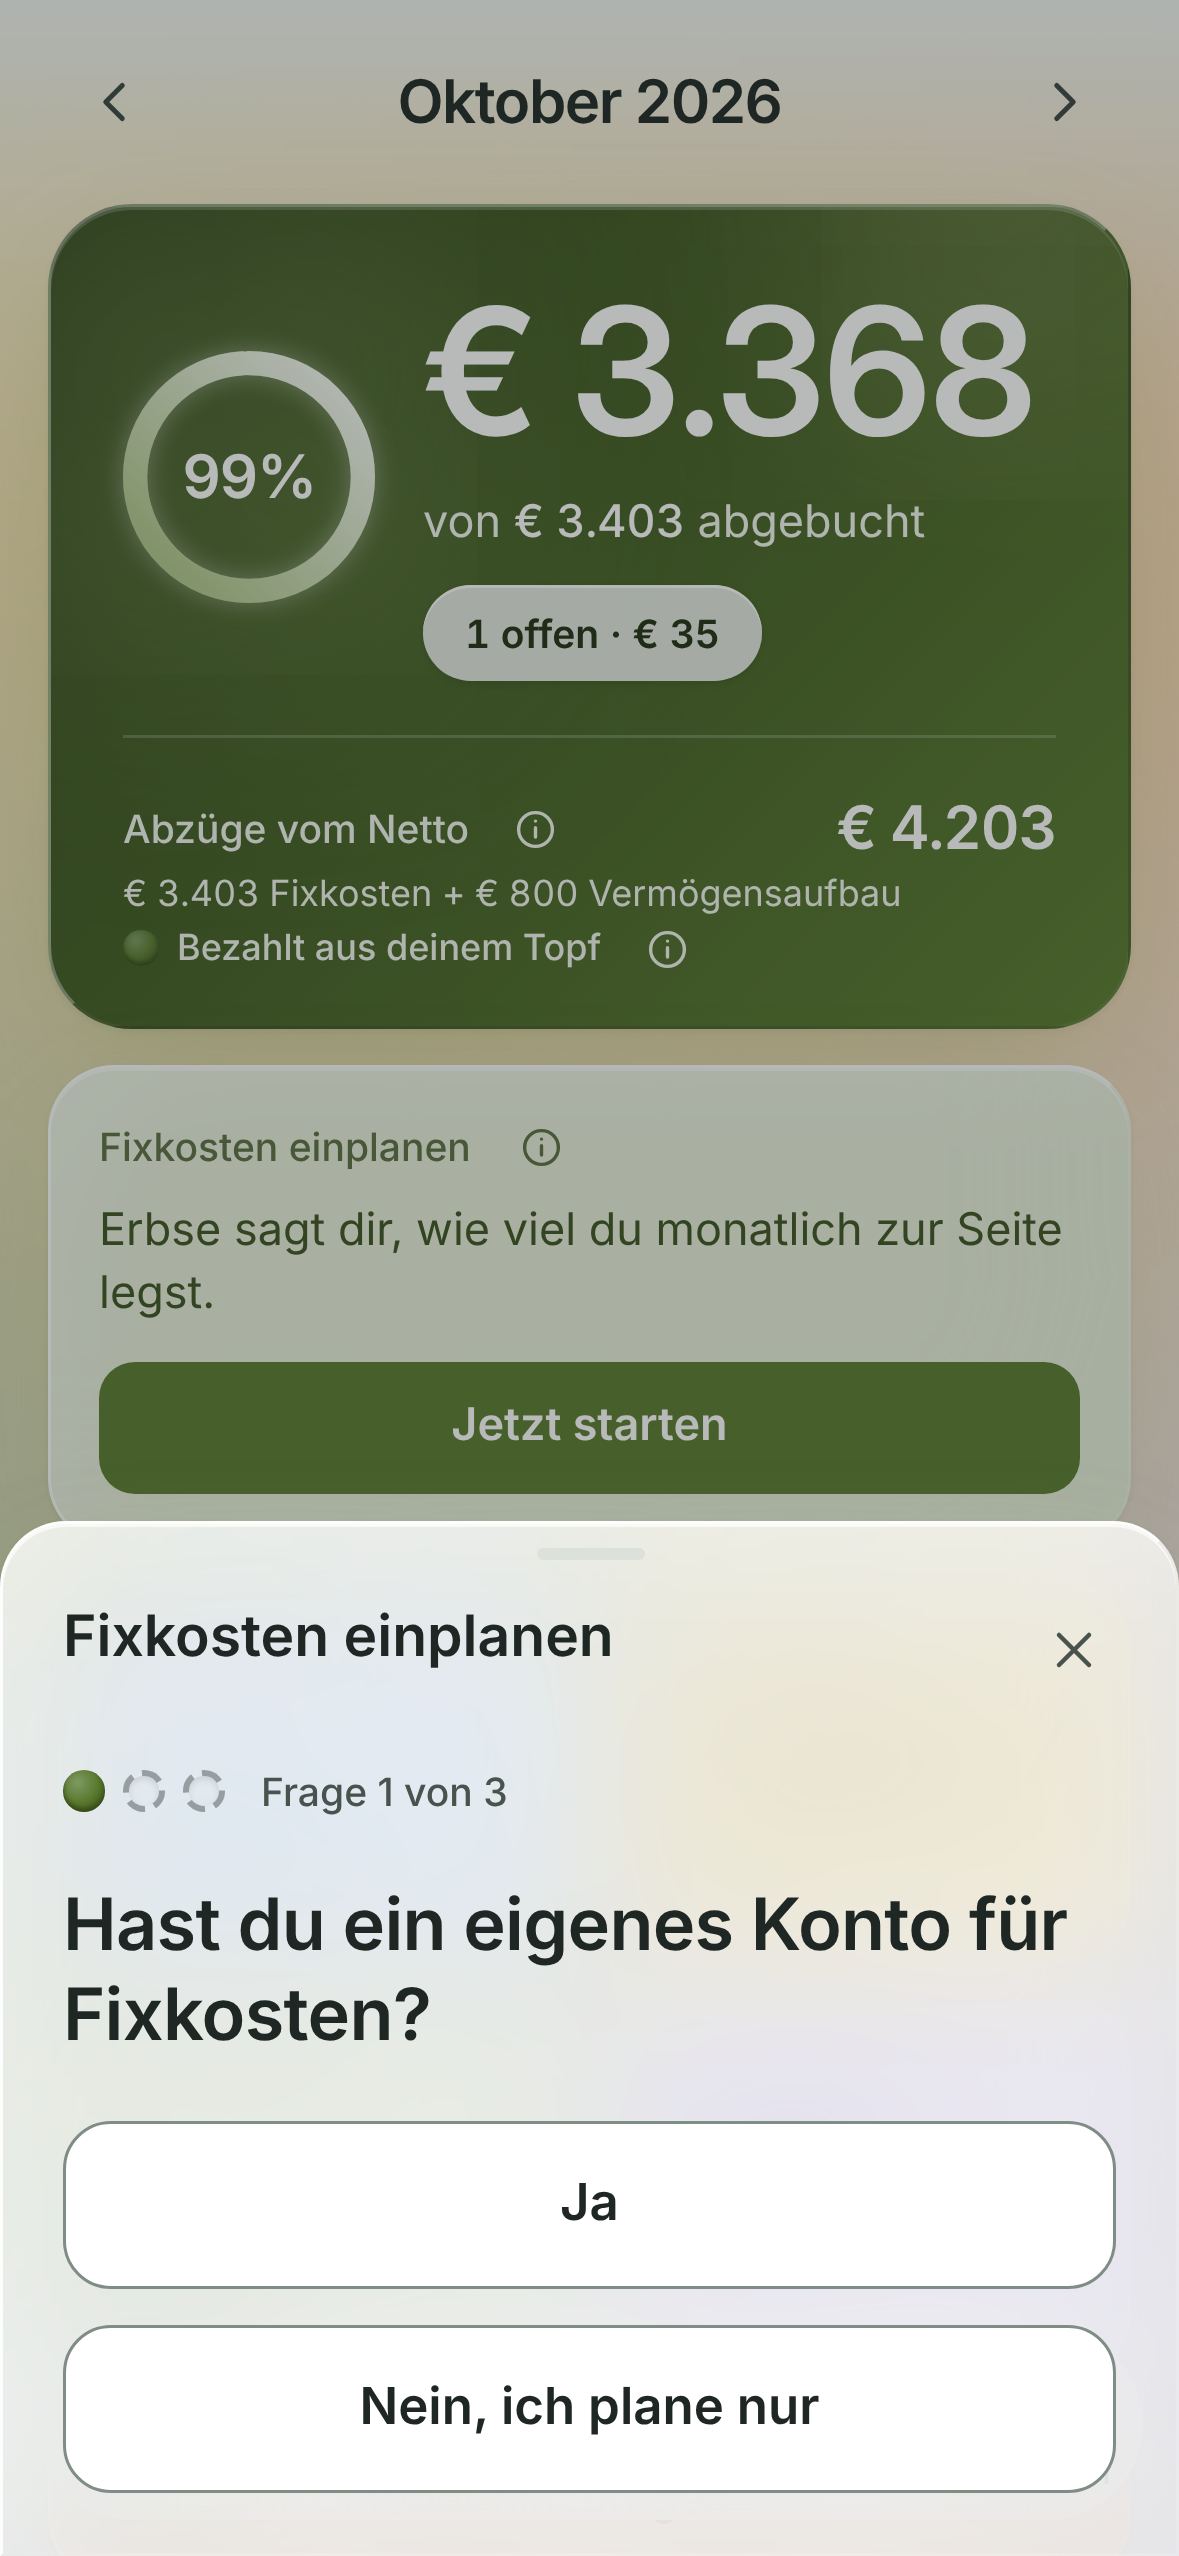 Oktober 2026
€ 3.368
99%
von € 3.403 abgebucht
1 offen · € 35
Abzüge vom Netto
€ 4.203
€ 3.403 Fixkosten + € 800 Vermögensaufbau
Bezahlt aus deinem Topf
Fixkosten einplanen
Erbse sagt dir, wie viel du monatlich zur Seite
legst.
Jetzt starten
Fixkosten einplanen
Frage 1 von 3
Hast du ein eigenes Konto für
Fixkosten?
Ja
Nein, ich plane nur